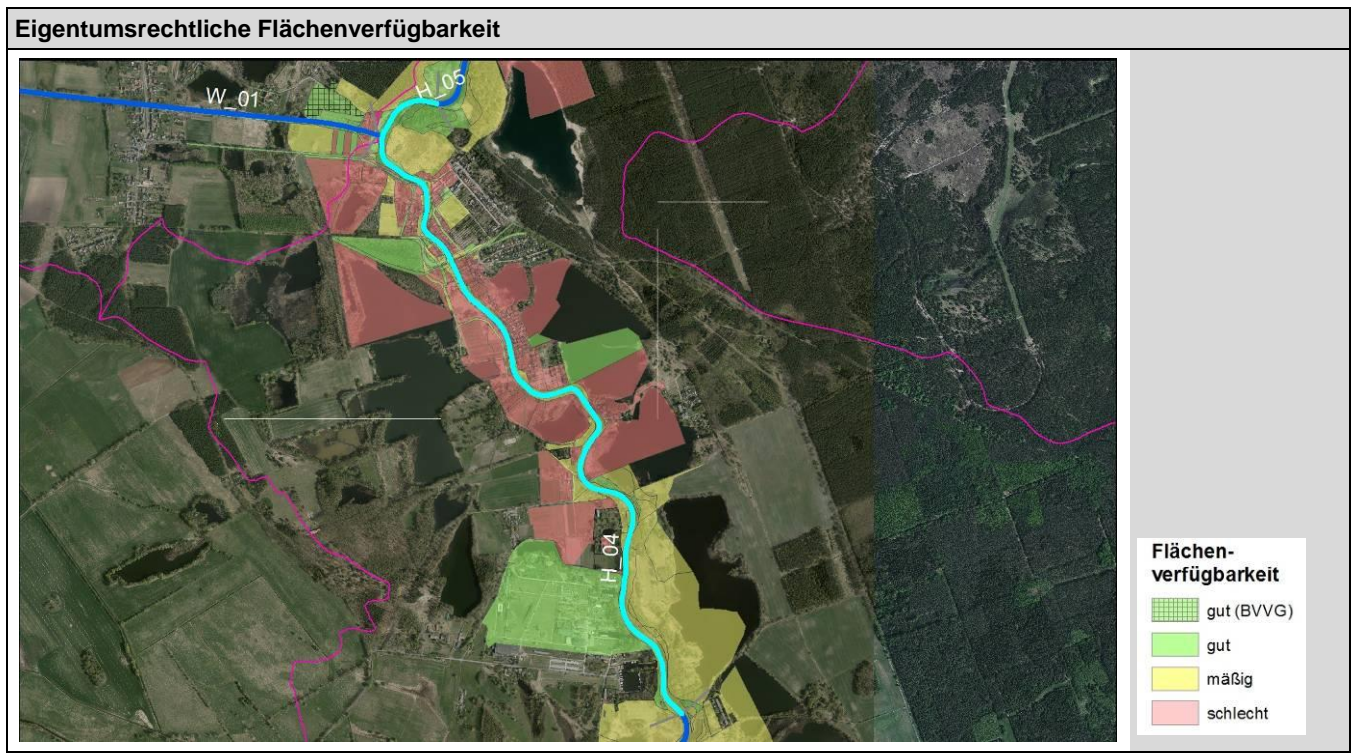 Eigentumsrechtliche Flächenverfügbarkeit
W_01
H_05
H_04
Flächen-
verfügbarkeit
gut (BVVG)
gut
mäßig
schlecht